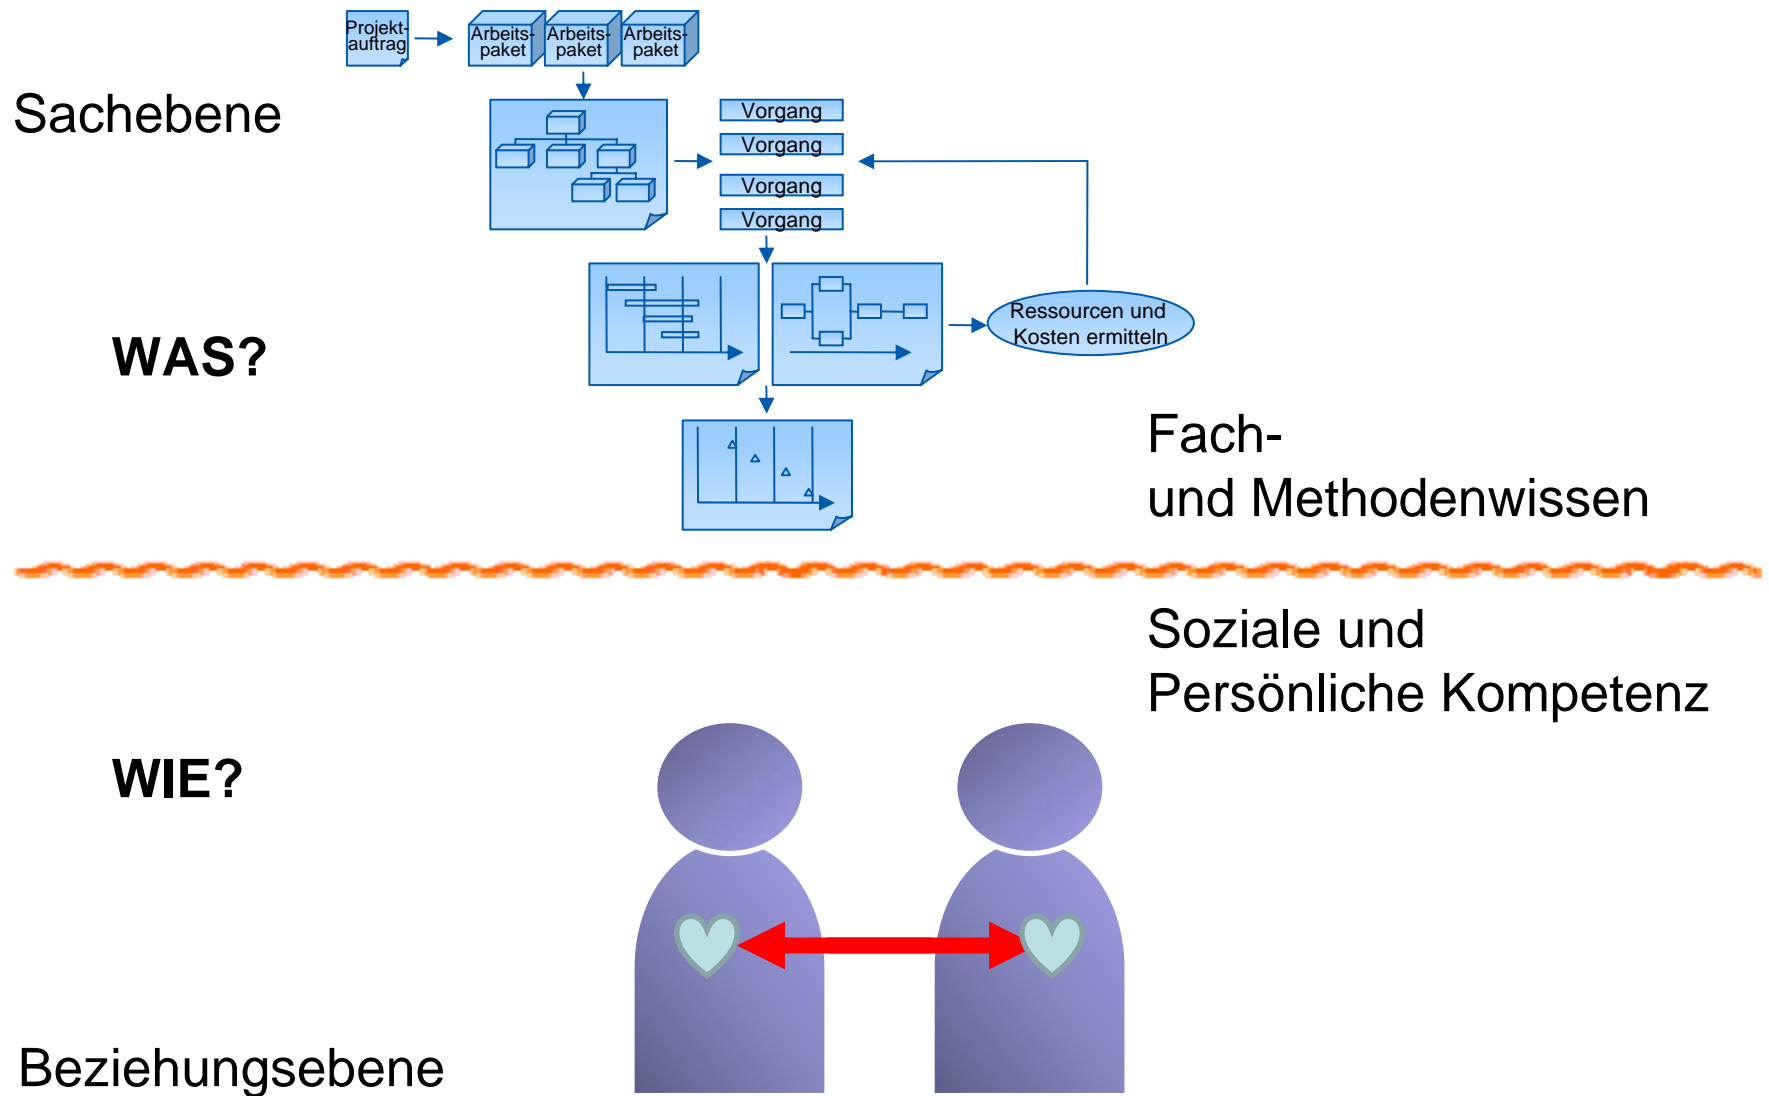 Projekt-
auftrag
Arbeits-
paket
Arbeits-
paket
Arbeits-
paket
Sachebene
Vorgang
Vorgang
Vorgang
Vorgang
WAS?
Ressourcen und
Kosten ermitteln
Fach-
und Methodenwissen
Soziale und
Persönliche Kompetenz
WIE?
Beziehungsebene